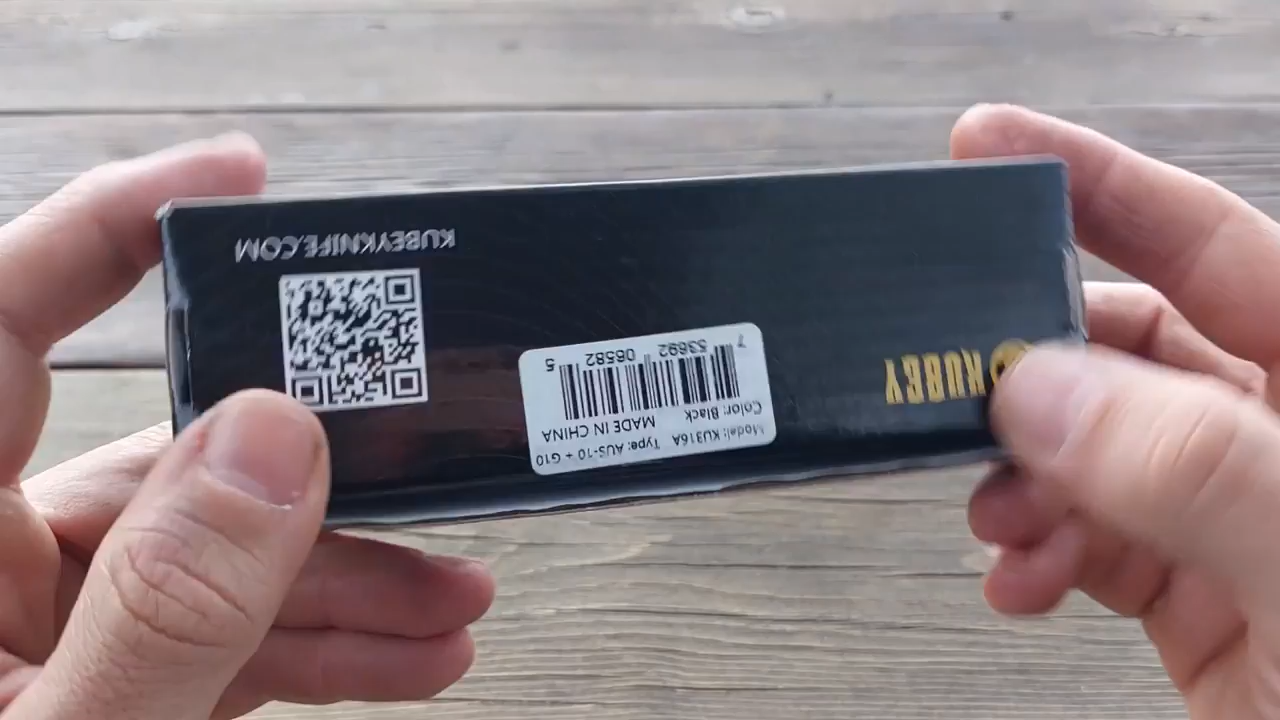 KUBEY
Model: KU316A Type: AUS-10 + G10
Color: Black MADE IN CHINA
7 53692 06582 5
KUBEYKNIFE.COM